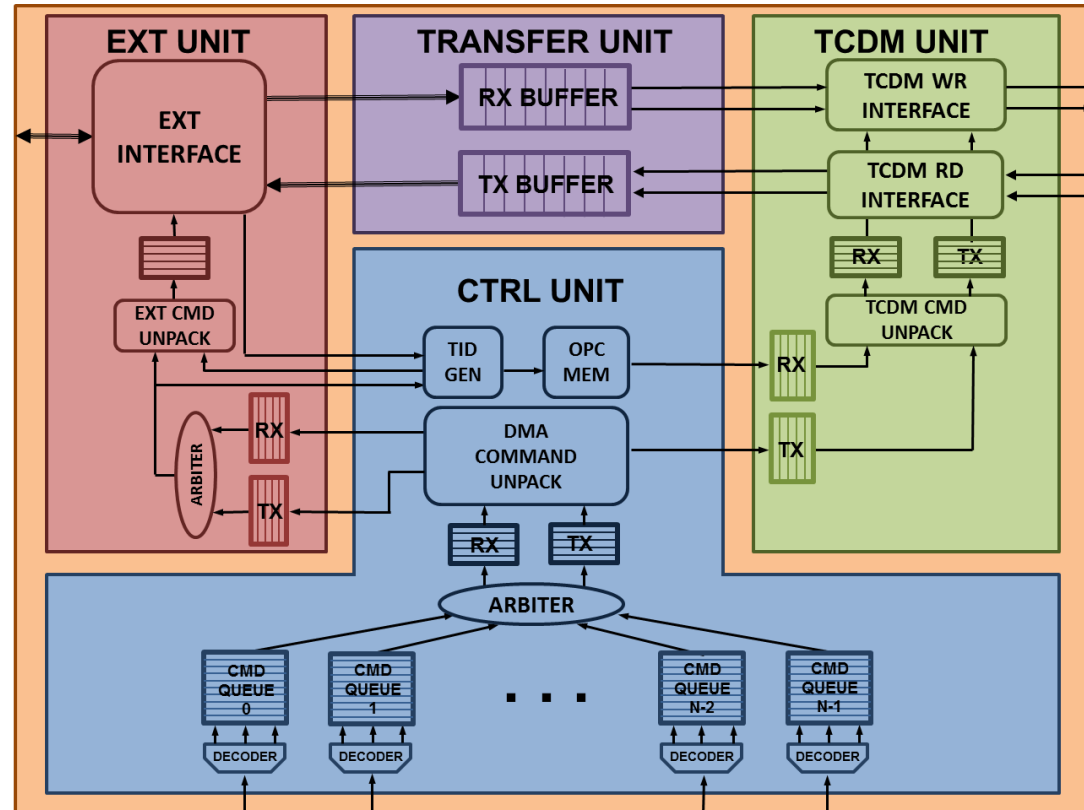 EXT UNIT
TRANSFER UNIT
TCDM UNIT
EXT
INTERFACE
RX BUFFER
TX BUFFER
TCDM WR
INTERFACE
TCDM RD
INTERFACE
RX
TX
EXT CMD
UNPACK
CTRL UNIT
TCDM CMD
UNPACK
TID
GEN
OPC
MEM
RX
ARBITER
RX
TX
DMA
COMMAND
UNPACK
TX
RX
TX
ARBITER
CMD
QUEUE
0
CMD
QUEUE
1
. . .
CMD
QUEUE
N-2
CMD
QUEUE
N-1
DECODER
DECODER
DECODER
DECODER